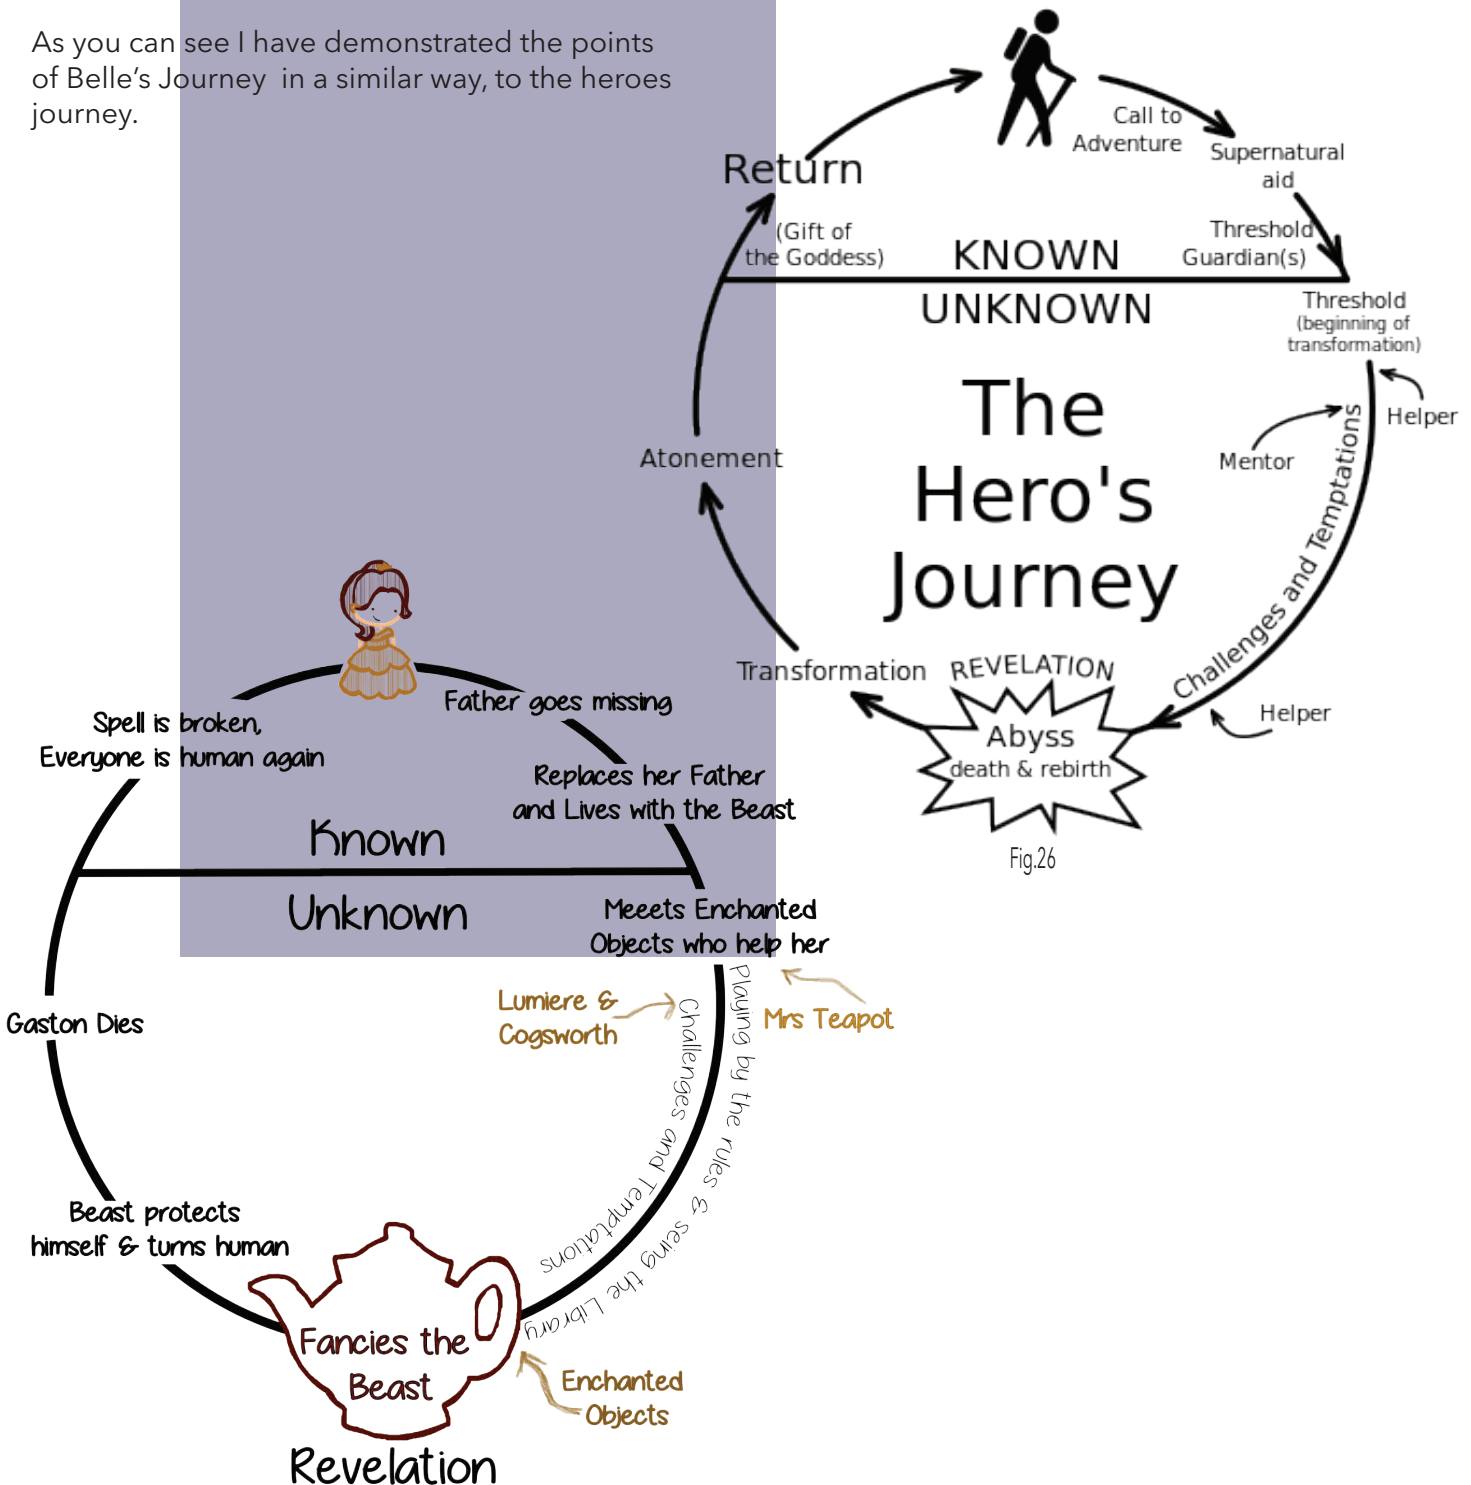 As you can see I have demonstrated the points
of Belle's Journey in a similar way, to the heroes
journey.
Call to
Adventure
Supernatural
aid
Return
(Gift of
the Goddess)
KNOWN
Threshold
Guardian(s)
UNKNOWN
Threshold
(beginning of
transformation)
Helper
Mentor
Challenges and Temptations
The
Hero's
Journey
Atonement
Transformation
REVELATION
Abyss
death & rebirth
Helper
Fig.26
Father goes missing
Spell is broken,
Everyone is human again
Replaces her Father
and Lives with the Beast
Known
Unknown
Meeets Enchanted
Objects who help her
Lumiere &
Cogsworth
Mrs Teapot
Challenges and Temptations
Playing by the rules & seing the Library
Gaston Dies
Beast protects
himself & turns human
Fancies the
Beast
Enchanted
Objects
Revelation